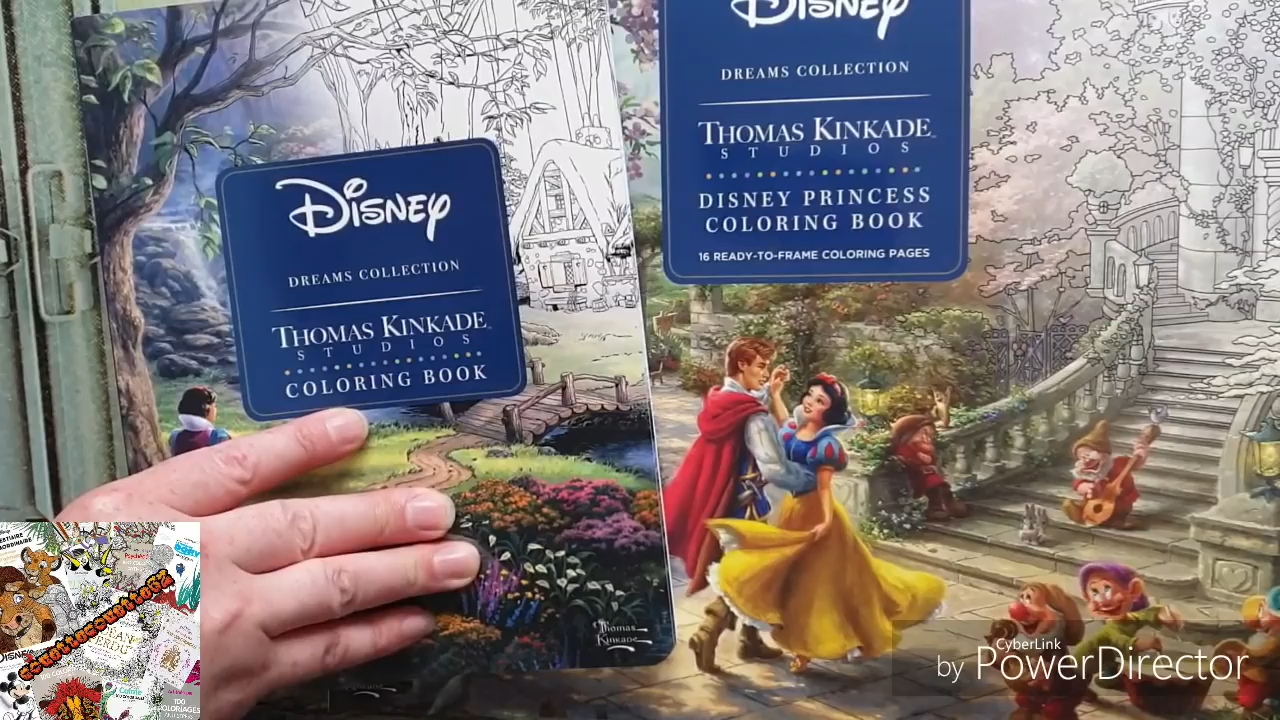 Disney
DREAMS COLLECTION
THOMAS KINKADE
STUDIOS
COLORING BOOK
Thomas
Kinkade
Disney
DREAMS COLLECTION
THOMAS KINKADE
STUDIOS
DISNEY PRINCESS
COLORING BOOK
16 READY-TO-FRAME COLORING PAGES
CyberLink
by PowerDirector